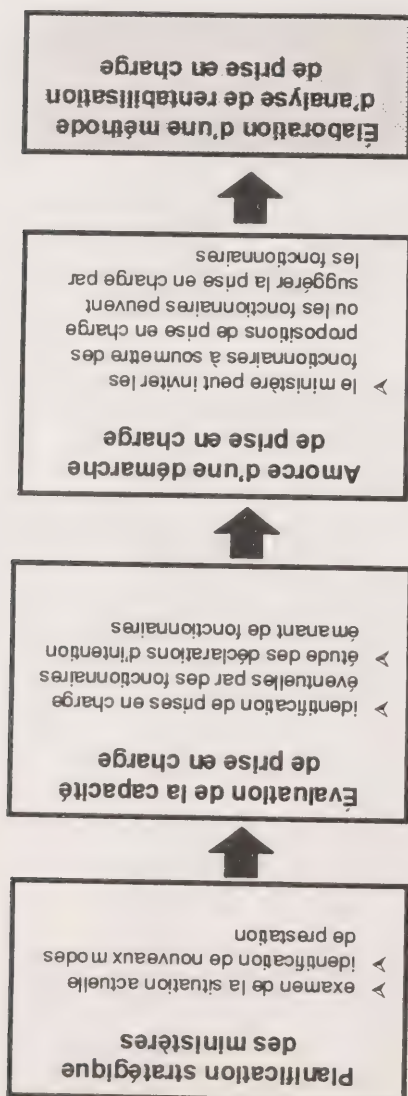 Planification stratégique
des ministères
➤ examen de la situation actuelle
➤ identification de nouveaux modes
de prestation
Évaluation de la capacité
de prise en charge
➤ identification de prises en charge
éventuelles par des fonctionnaires
➤ étude des déclarations d'intention
émanant de fonctionnaires
Amorce d'une démarche
de prise en charge
➤ le ministère peut inviter les
fonctionnaires à soumettre des
propositions de prise en charge
ou les fonctionnaires peuvent
suggérer la prise en charge par
les fonctionnaires
Élaboration d'une méthode
d'analyse de rentabilisation
de prise en charge